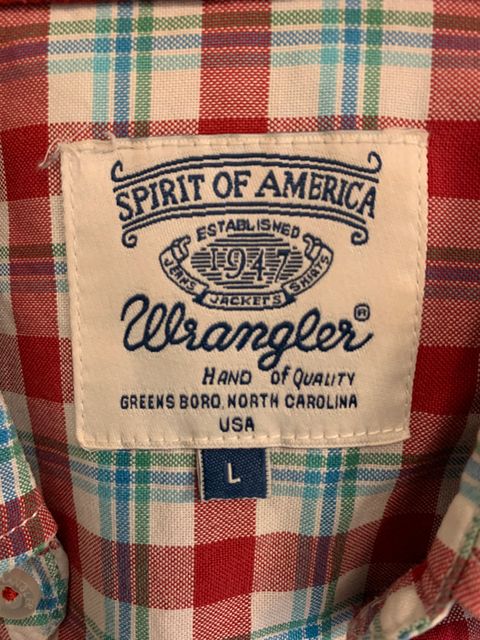 SPIRIT OF AMERICA
ESTABLISHED
1947
JEANS JACKETS SHIRTS
Wrangler®
HAND OF QUALITY
GREENS BORO, NORTH CAROLINA
USA
L